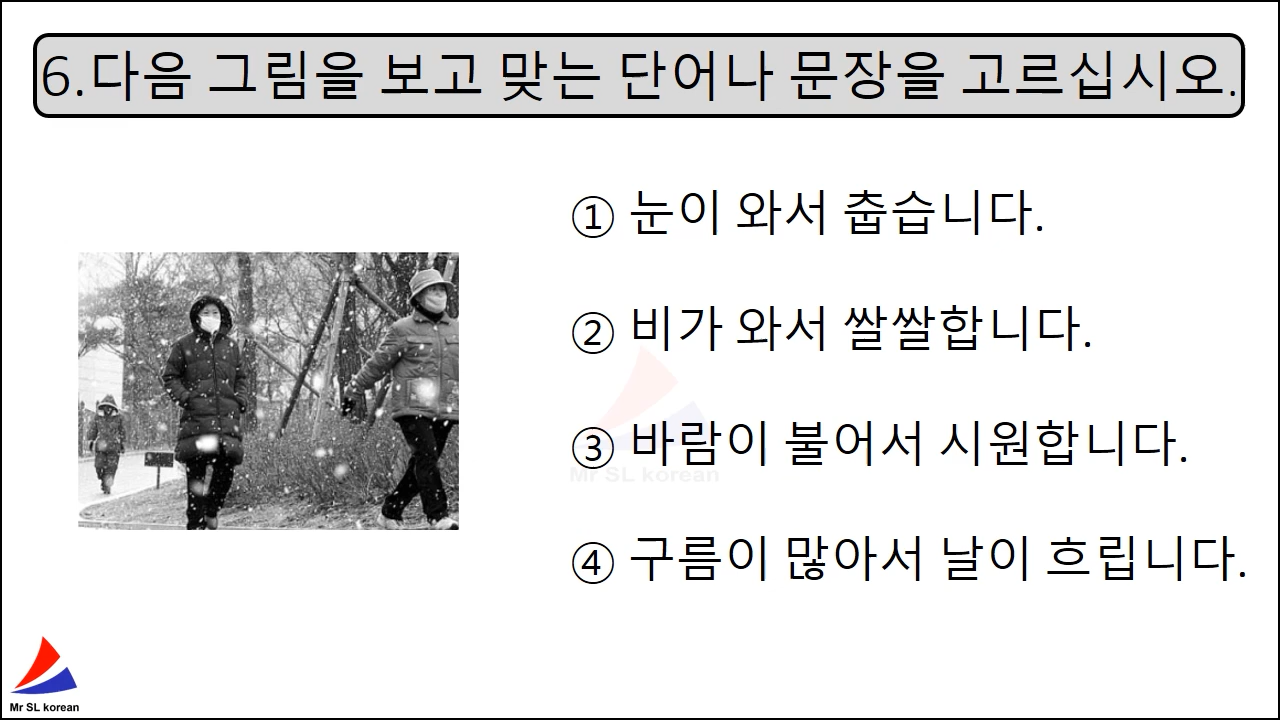 6.다음 그림을 보고 맞는 단어나 문장을 고르십시오.
① 눈이 와서 춥습니다.
② 비가 와서 쌀쌀합니다.
③ 바람이 불어서 시원합니다.
Mr SL korean
④ 구름이 많아서 날이 흐립니다.
Mr SL korean